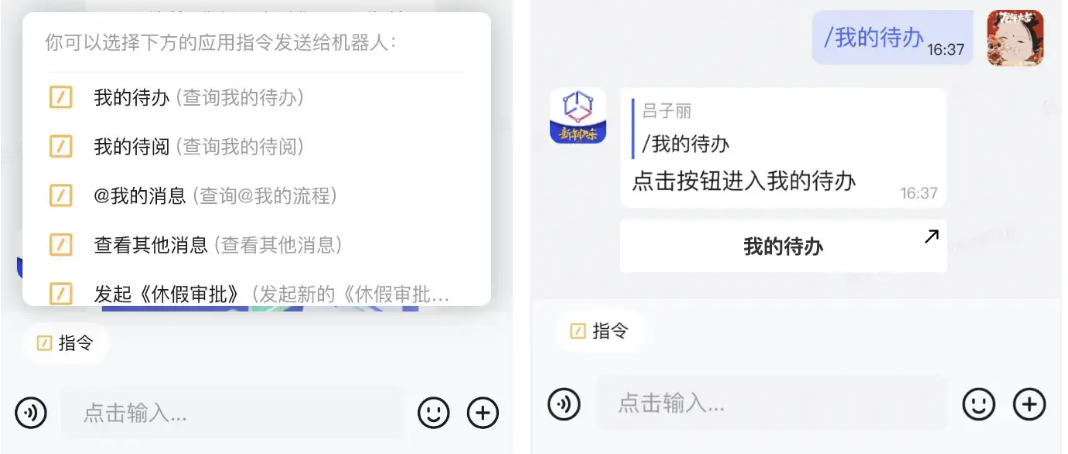 你可以选择下方的应用指令发送给机器人:
我的待办 (查询我的待办)
我的待阅 (查询我的待阅)
@我的消息 (查询@我的流程)
查看其他消息 (查看其他消息)
发起《休假审批》 (发起新的《休假审批...
指令
点击输入...
/我的待办 16:37
吕子丽
/我的待办
点击按钮进入我的待办
16:37
我的待办
指令
点击输入...